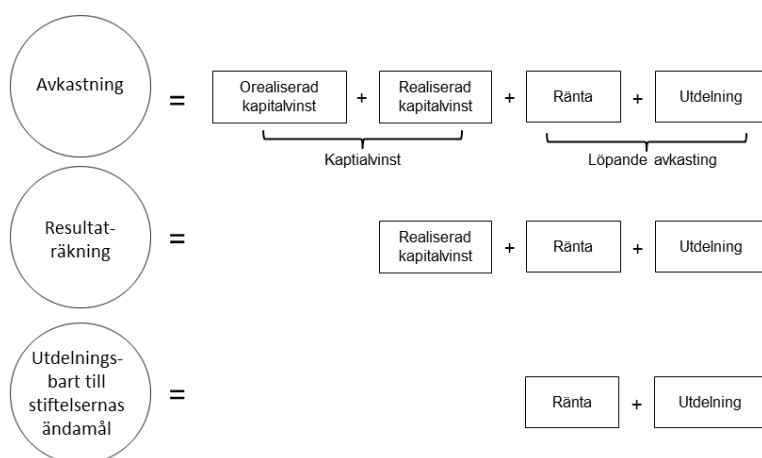 Avkastning
=
Orealiserad
kapitalvinst
+
Realiserad
kapitalvinst
+
Ränta
+
Utdelning
Kaptialvinst
Löpande avkasting
Resultat-
räkning
=
Realiserad
kapitalvinst
+
Ränta
+
Utdelning
Utdelnings-
bart till
stiftelsernas
ändamål
=
Ränta
+
Utdelning